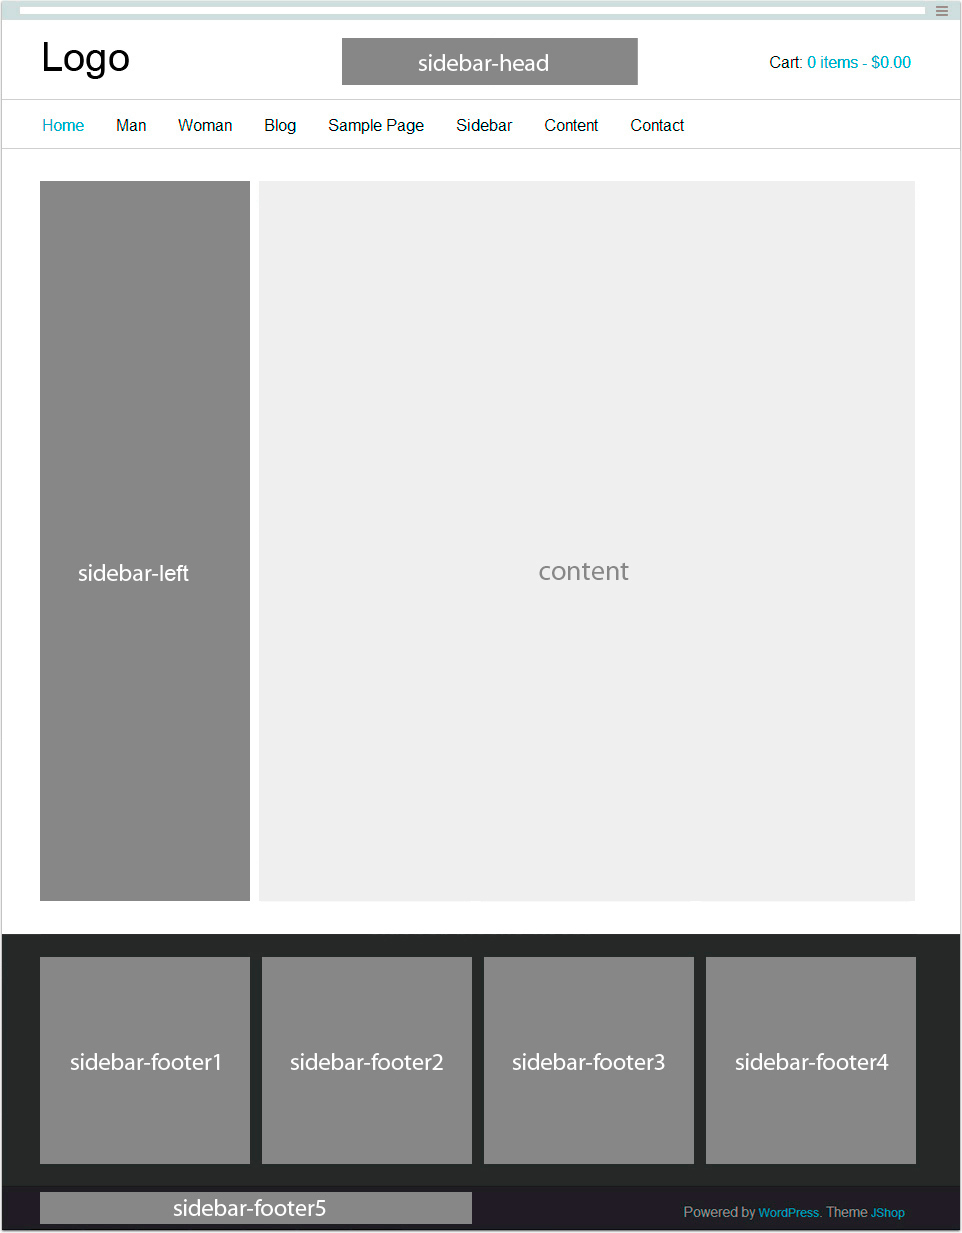 Logo
sidebar-head
Cart: 0 items - $0.00
Home Man Woman Blog Sample Page Sidebar Content Contact
sidebar-left
content
sidebar-footer1
sidebar-footer2
sidebar-footer3
sidebar-footer4
sidebar-footer5
Powered by WordPress. Theme JShop